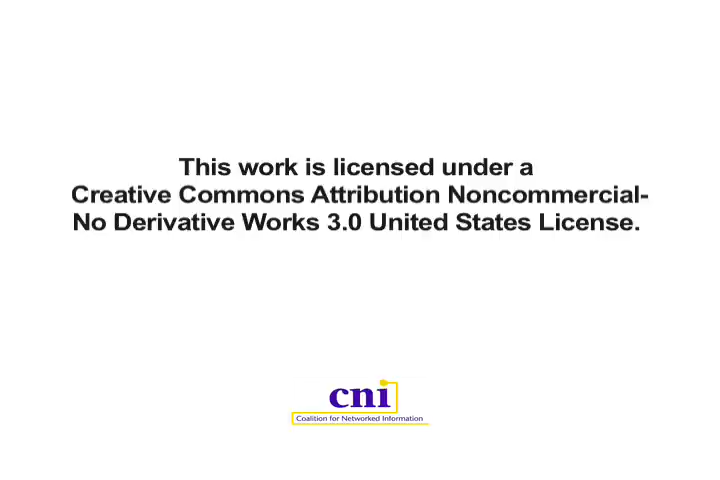 This work is licensed under a
Creative Commons Attribution Noncommercial-
No Derivative Works 3.0 United States License.
cni
Coalition for Networked Information